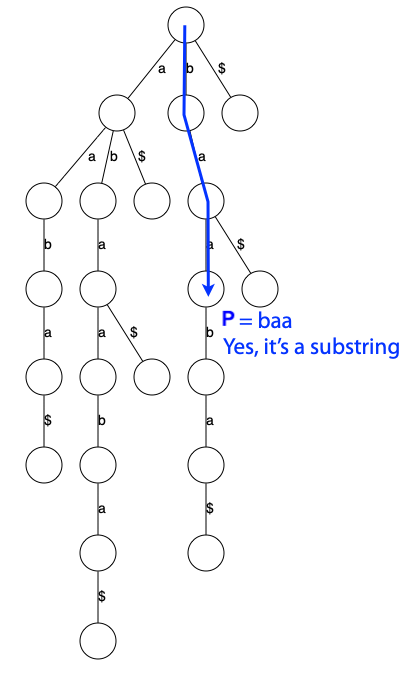 a b $
a b $ a
b a a $
P = baa
Yes, it's a substring
a a $ b
$ b a
a $
$